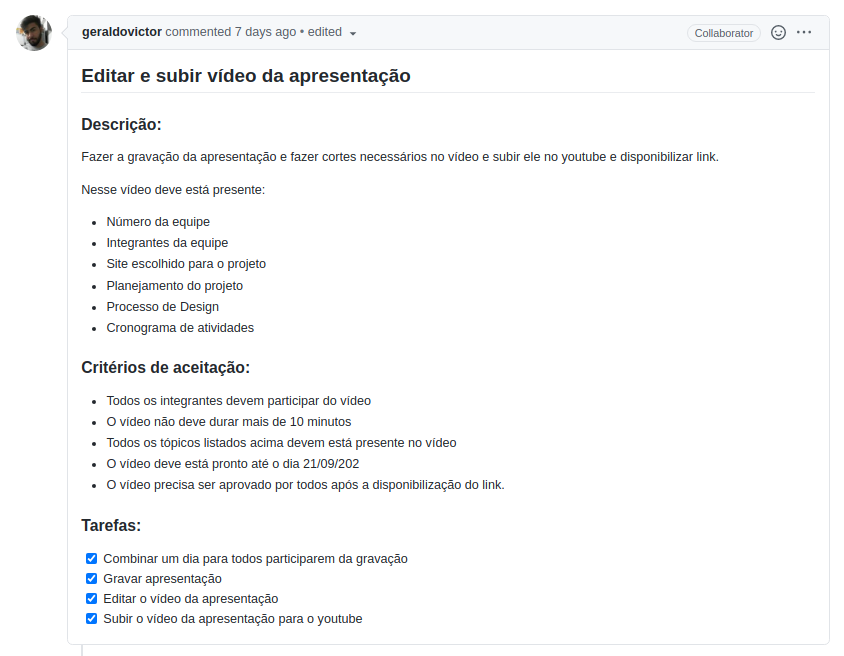 geraldovictor commented 7 days ago • edited
Collaborator
Editar e subir vídeo da apresentação
Descrição:
Fazer a gravação da apresentação e fazer cortes necessários no vídeo e subir ele no youtube e disponibilizar link.
Nesse vídeo deve está presente:
Número da equipe
Integrantes da equipe
Site escolhido para o projeto
Planejamento do projeto
Processo de Design
Cronograma de atividades
Critérios de aceitação:
Todos os integrantes devem participar do vídeo
O vídeo não deve durar mais de 10 minutos
Todos os tópicos listados acima devem está presente no vídeo
O vídeo deve está pronto até o dia 21/09/202
O vídeo precisa ser aprovado por todos após a disponibilização do link.
Tarefas:
Combinar um dia para todos participarem da gravação
Gravar apresentação
Editar o vídeo da apresentação
Subir o vídeo da apresentação para o youtube